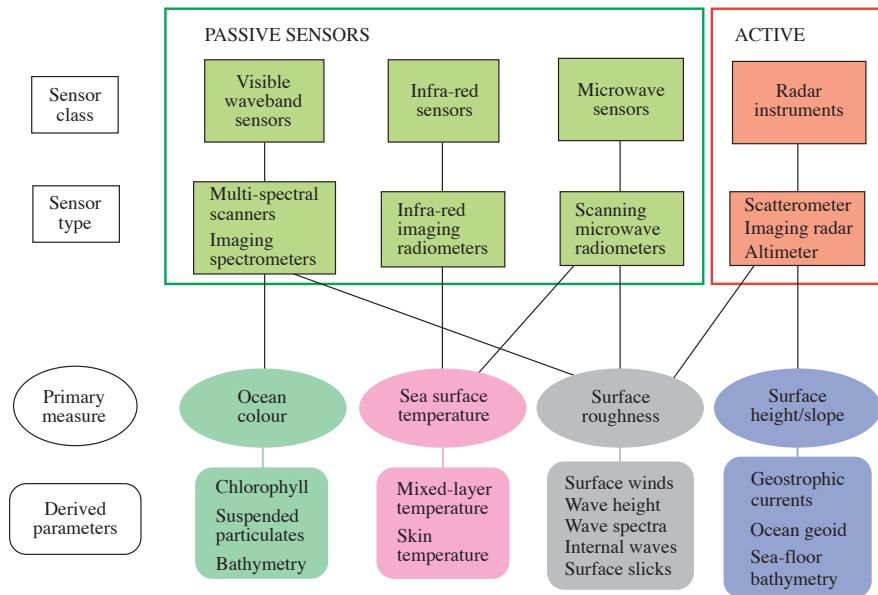 PASSIVE SENSORS
ACTIVE
Sensor
class
Visible
waveband
sensors
Infra-red
sensors
Microwave
sensors
Radar
instruments
Sensor
type
Multi-spectral
scanners
Imaging
spectrometers
Infra-red
imaging
radiometers
Scanning
microwave
radiometers
Scatterometer
Imaging radar
Altimeter
Primary
measure
Ocean
colour
Sea surface
temperature
Surface
roughness
Surface
height/slope
Derived
parameters
Chlorophyll
Suspended
particulates
Bathymetry
Mixed-layer
temperature
Skin
temperature
Surface winds
Wave height
Wave spectra
Internal waves
Surface slicks
Geostrophic
currents
Ocean geoid
Sea-floor
bathymetry